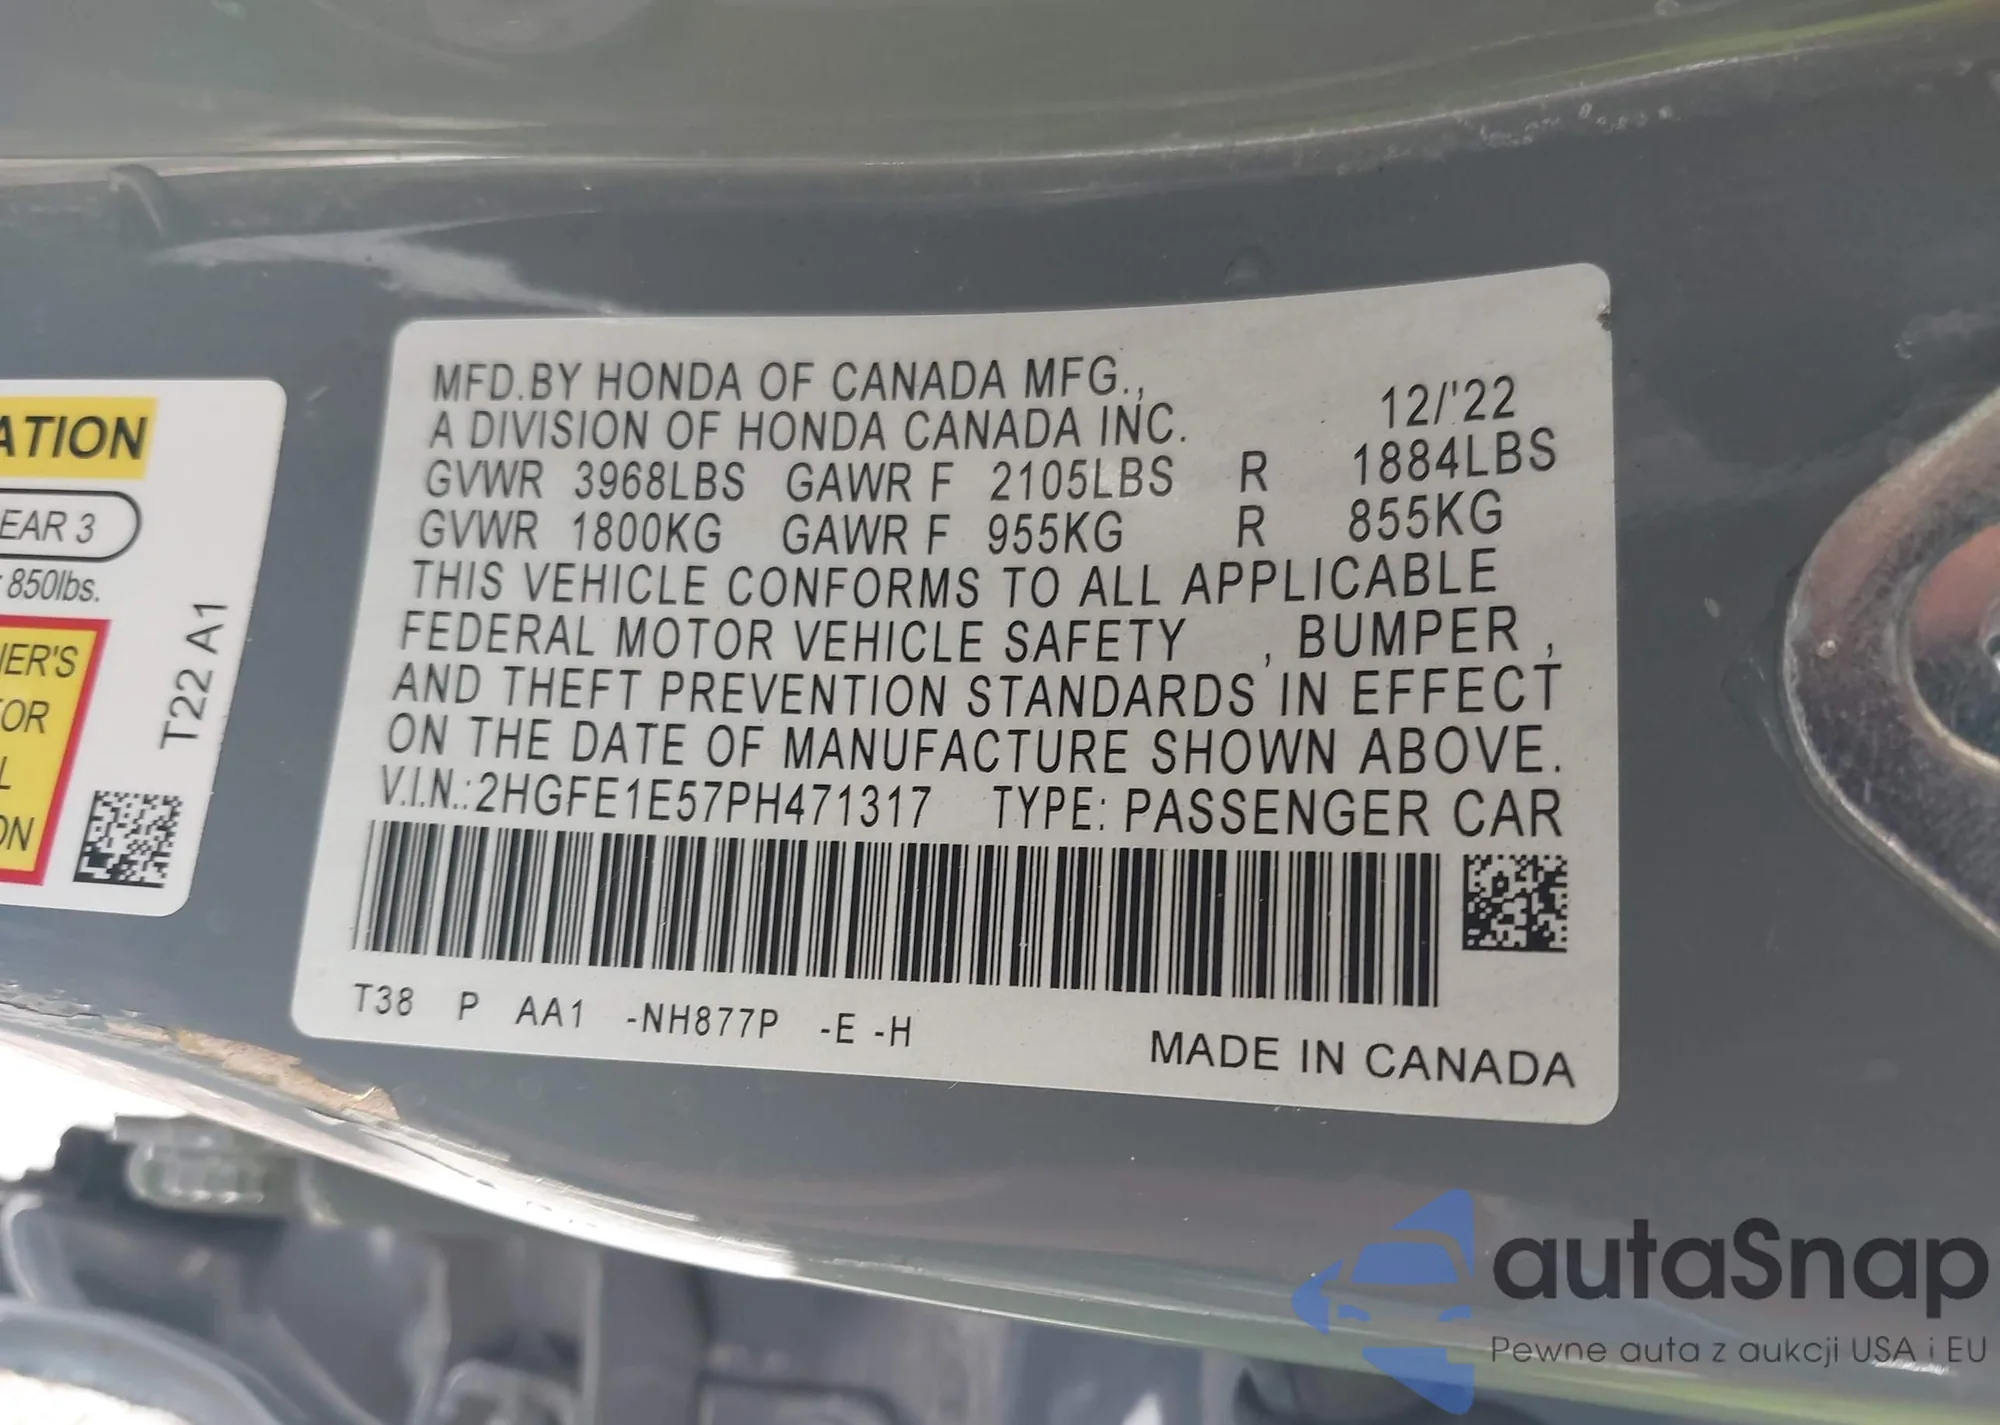 ATION
EAR 3
850lbs.
T22 A1
MFD.BY HONDA OF CANADA MFG., 12/'22
A DIVISION OF HONDA CANADA INC.
GVWR 3968LBS GAWR F 2105LBS R 1884LBS
GVWR 1800KG GAWR F 955KG R 855KG
THIS VEHICLE CONFORMS TO ALL APPLICABLE
FEDERAL MOTOR VEHICLE SAFETY , BUMPER ,
AND THEFT PREVENTION STANDARDS IN EFFECT
ON THE DATE OF MANUFACTURE SHOWN ABOVE.
V.I.N.:2HGFE1E57PH471317 TYPE: PASSENGER CAR
T38 P AA1 -NH877P -E -H
MADE IN CANADA
autaSnap
Pewne auta z aukcji USA i EU